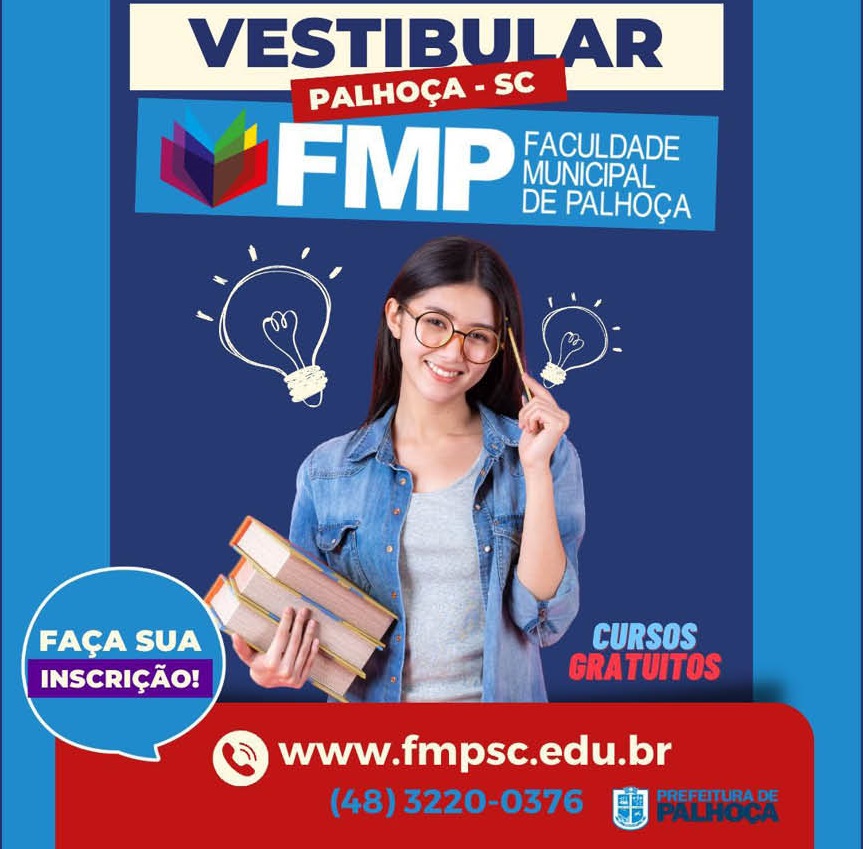 VESTIBULAR
PALHOÇA - SC
FMP
FACULDADE
MUNICIPAL
DE PALHOÇA
CURSOS
GRATUITOS
FAÇA SUA
INSCRIÇÃO!
www.fmpsc.edu.br
(48) 3220-0376
PREFEITURA DE
PALHOÇA